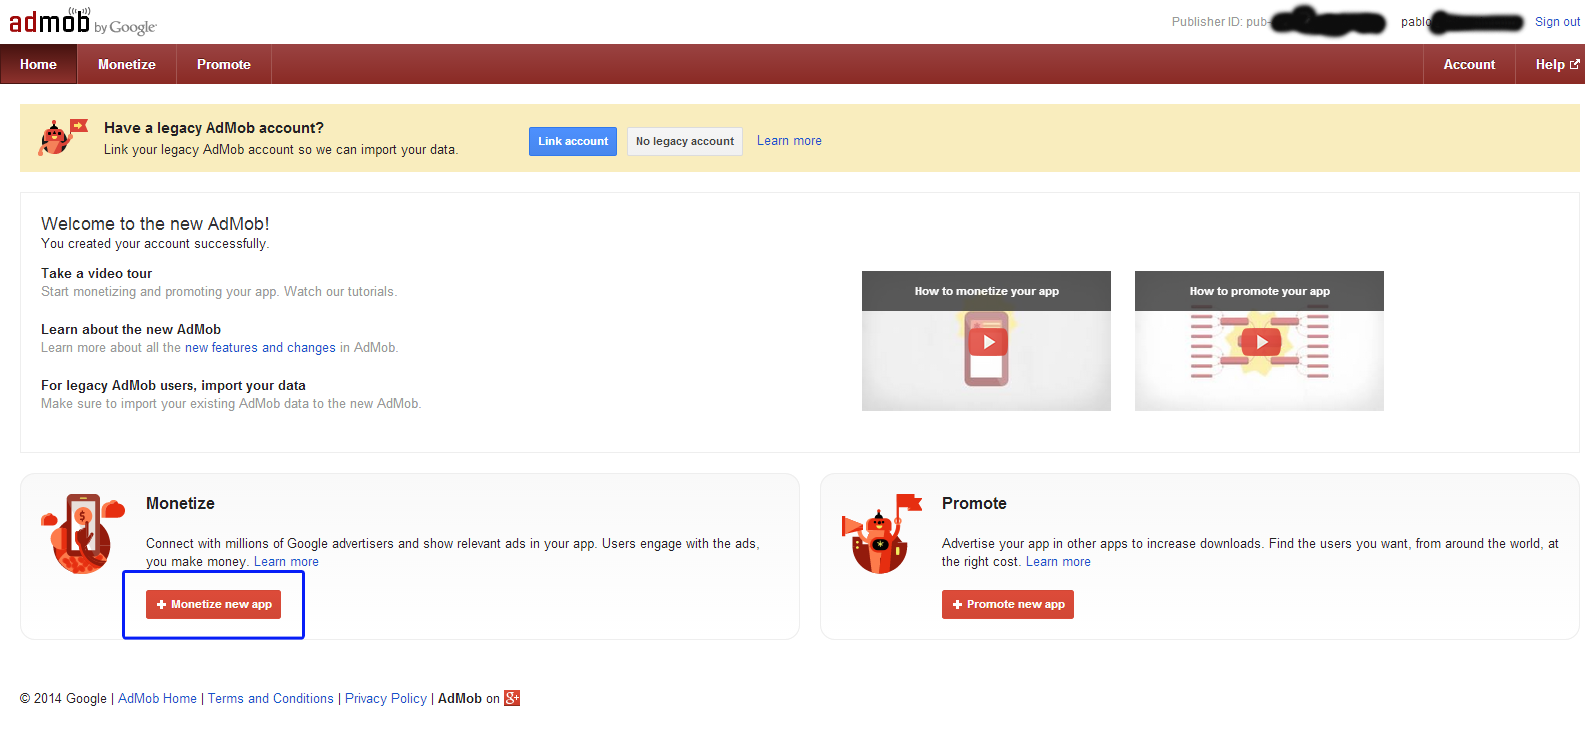 admob by Google
Publisher ID: pub- pablo Sign out
Home Monetize Promote Account Help
Have a legacy AdMob account?
Link your legacy AdMob account so we can import your data.
Link account No legacy account Learn more
Welcome to the new AdMob!
You created your account successfully.
Take a video tour
Start monetizing and promoting your app. Watch our tutorials.
Learn about the new AdMob
Learn more about all the new features and changes in AdMob.
For legacy AdMob users, import your data
Make sure to import your existing AdMob data to the new AdMob.
How to monetize your app
How to promote your app
Monetize
Connect with millions of Google advertisers and show relevant ads in your app. Users engage with the ads,
you make money. Learn more
+ Monetize new app
Promote
Advertise your app in other apps to increase downloads. Find the users you want, from around the world, at
the right cost. Learn more
+ Promote new app
© 2014 Google | AdMob Home | Terms and Conditions | Privacy Policy | AdMob on g+